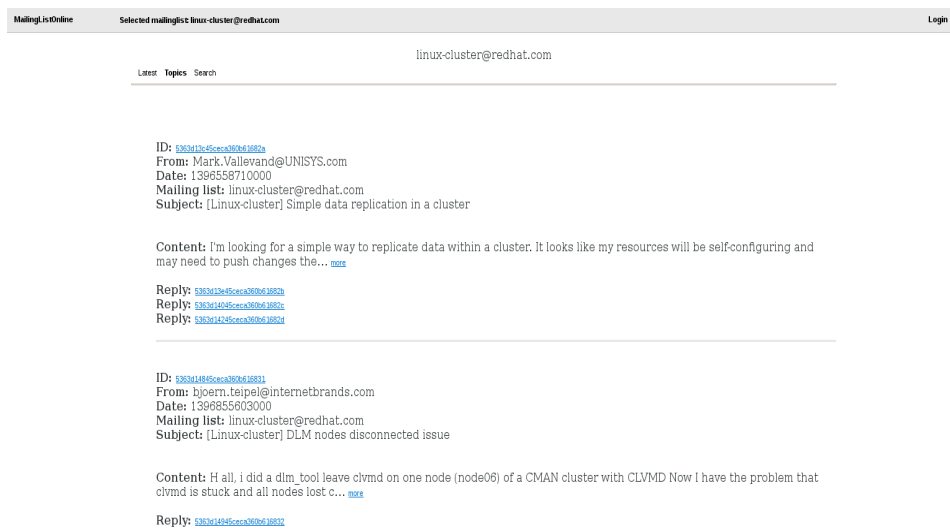 MailingListOnline Selected mailinglist: linux-cluster@redhat.com Login
linux-cluster@redhat.com
Latest Topics Search
ID: 5363d13c45ceca360b61682a
From: Mark.Vallevand@UNISYS.com
Date: 1396558710000
Mailing list: linux-cluster@redhat.com
Subject: [Linux-cluster] Simple data replication in a cluster
Content: I'm looking for a simple way to replicate data within a cluster. It looks like my resources will be self-configuring and
may need to push changes the... more
Reply: 5363d13e45ceca360b61682b
Reply: 5363d14045ceca360b61682c
Reply: 5363d14245ceca360b61682d
ID: 5363d14845ceca360b616831
From: bjoern.teipel@internetbrands.com
Date: 1396855603000
Mailing list: linux-cluster@redhat.com
Subject: [Linux-cluster] DLM nodes disconnected issue
Content: H all, i did a dlm_tool leave clvmd on one node (node06) of a CMAN cluster with CLVMD Now I have the problem that
clvmd is stuck and all nodes lost c... more
Reply: 5363d14945ceca360b616832